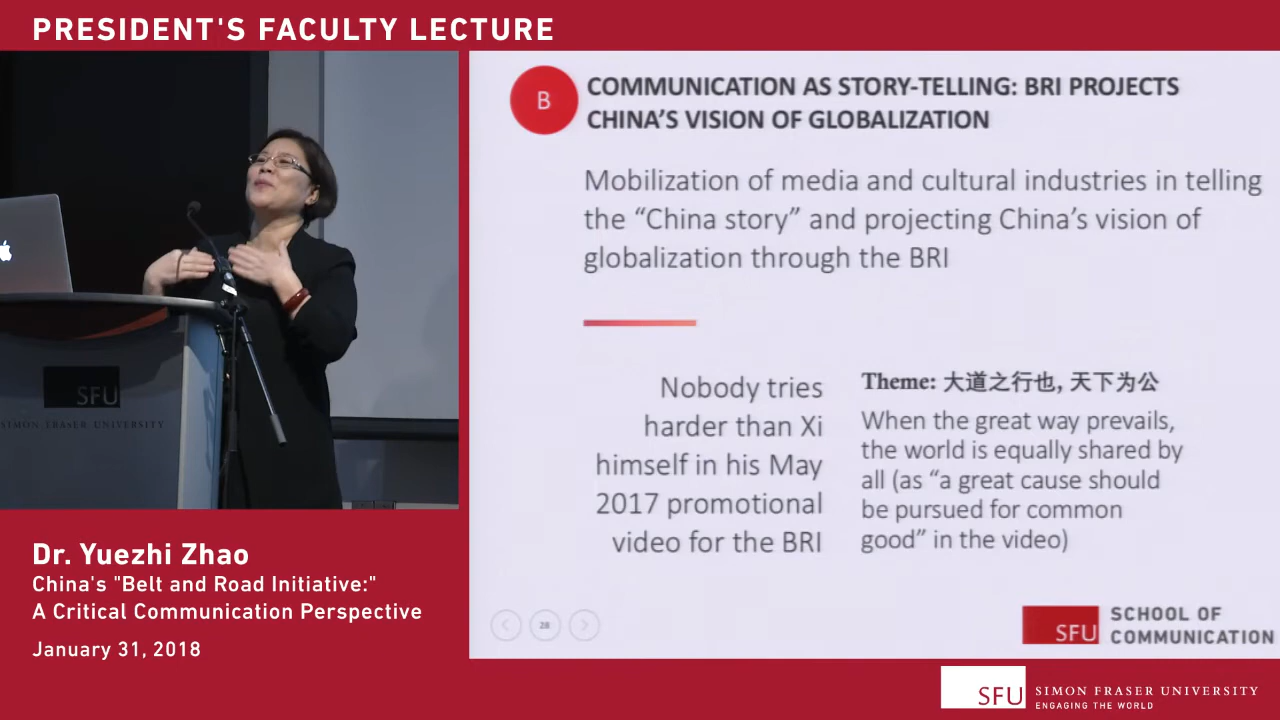 PRESIDENT'S FACULTY LECTURE
B
COMMUNICATION AS STORY-TELLING: BRI PROJECTS
CHINA'S VISION OF GLOBALIZATION
Mobilization of media and cultural industries in telling
the “China story” and projecting China's vision of
globalization through the BRI
Nobody tries
harder than Xi
himself in his May
2017 promotional
video for the BRI
Theme: 大道之行也, 天下为公
When the great way prevails,
the world is equally shared by
all (as “a great cause should
be pursued for common
good” in the video)
28
SFU
SCHOOL OF
COMMUNICATION
SFU
SIMON FRASER UNIVERSITY
Dr. Yuezhi Zhao
China's "Belt and Road Initiative:"
A Critical Communication Perspective
January 31, 2018
SFU
SIMON FRASER UNIVERSITY
ENGAGING THE WORLD